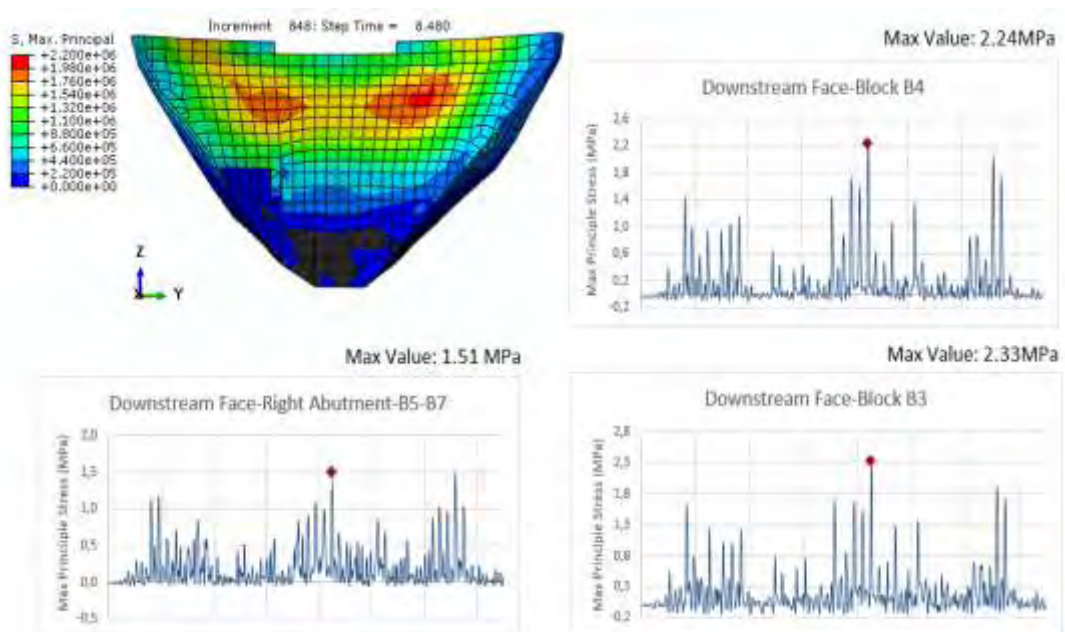 Increment 848: Step Time = 8.480
S, Max. Principal
+2.200e+06
+1.980e+06
+1.760e+06
+1.540e+06
+1.320e+06
+1.100e+06
+8.800e+05
+6.600e+05
+4.400e+05
+2.200e+05
+0.000e+00
Z
X Y
Max Value: 2.24MPa
Downstream Face-Block B4
Max Principle Stress (MPa)
2,6
2,2
1,8
1,4
1,0
0,6
0,2
-0,2
Max Value: 1.51 MPa
Downstream Face-Right Abutment-B5-B7
Max Principle Stress (MPa)
2,0
1,5
1,0
0,5
0,0
-0,5
Max Value: 2.33MPa
Downstream Face-Block B3
Max Principle Stress (MPa)
2,8
2,3
1,8
1,3
0,8
0,3
-0,2